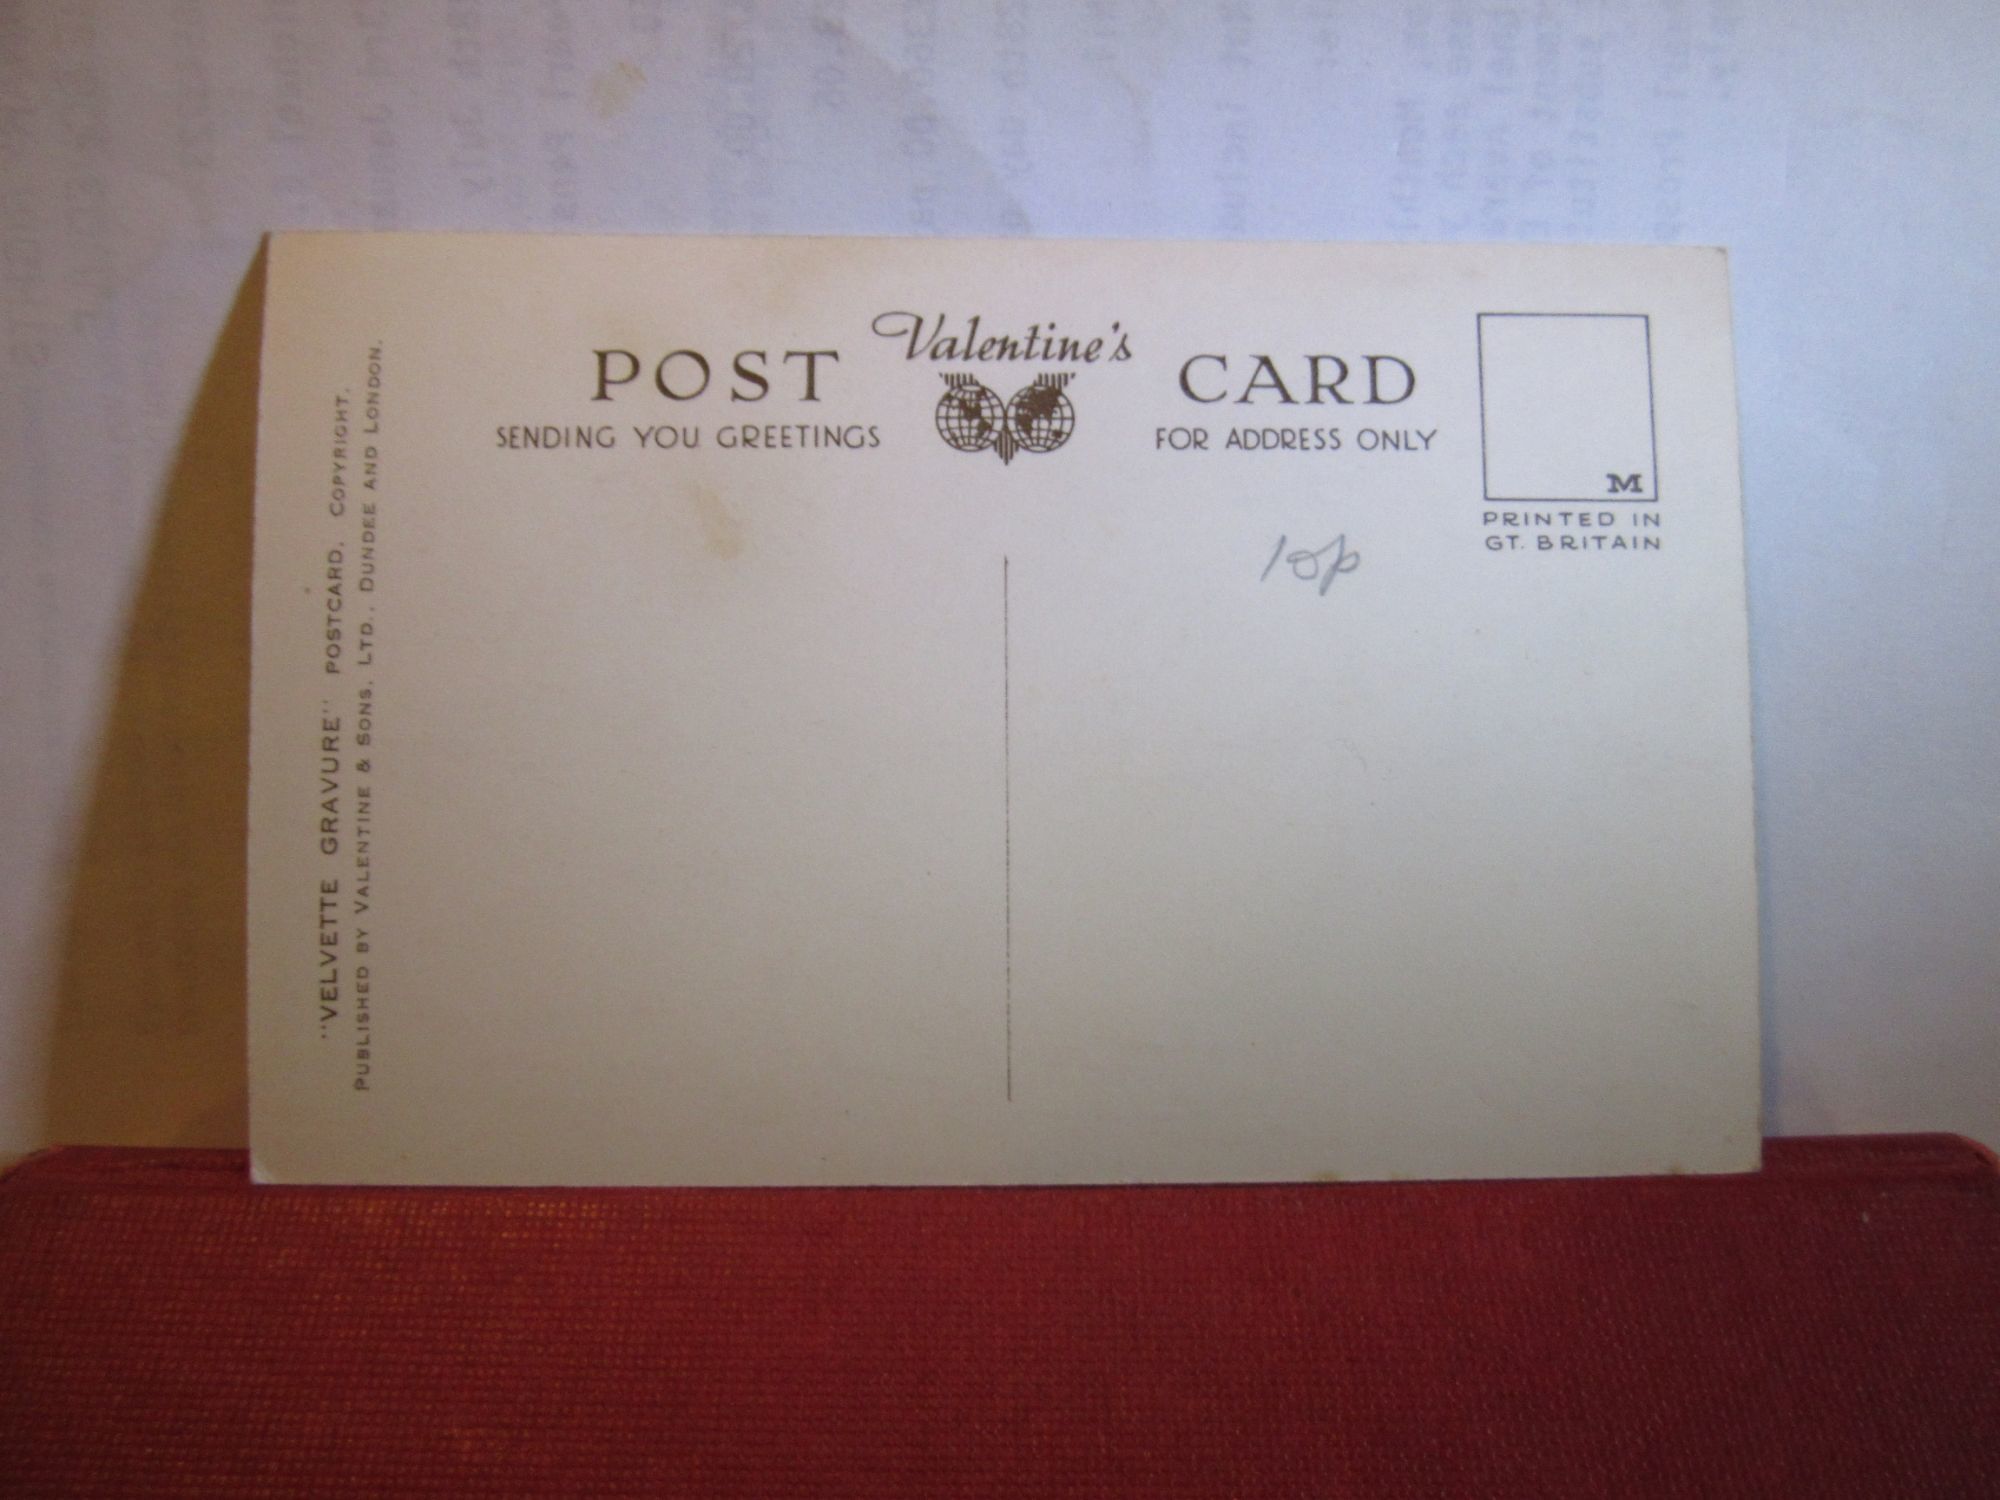 Valentine's
POST CARD
SENDING YOU GREETINGS
FOR ADDRESS ONLY
M
PRINTED IN
GT. BRITAIN
10p
"VELVETTE GRAVURE" POSTCARD. COPYRIGHT.
PUBLISHED BY VALENTINE & SONS, LTD., DUNDEE AND LONDON.